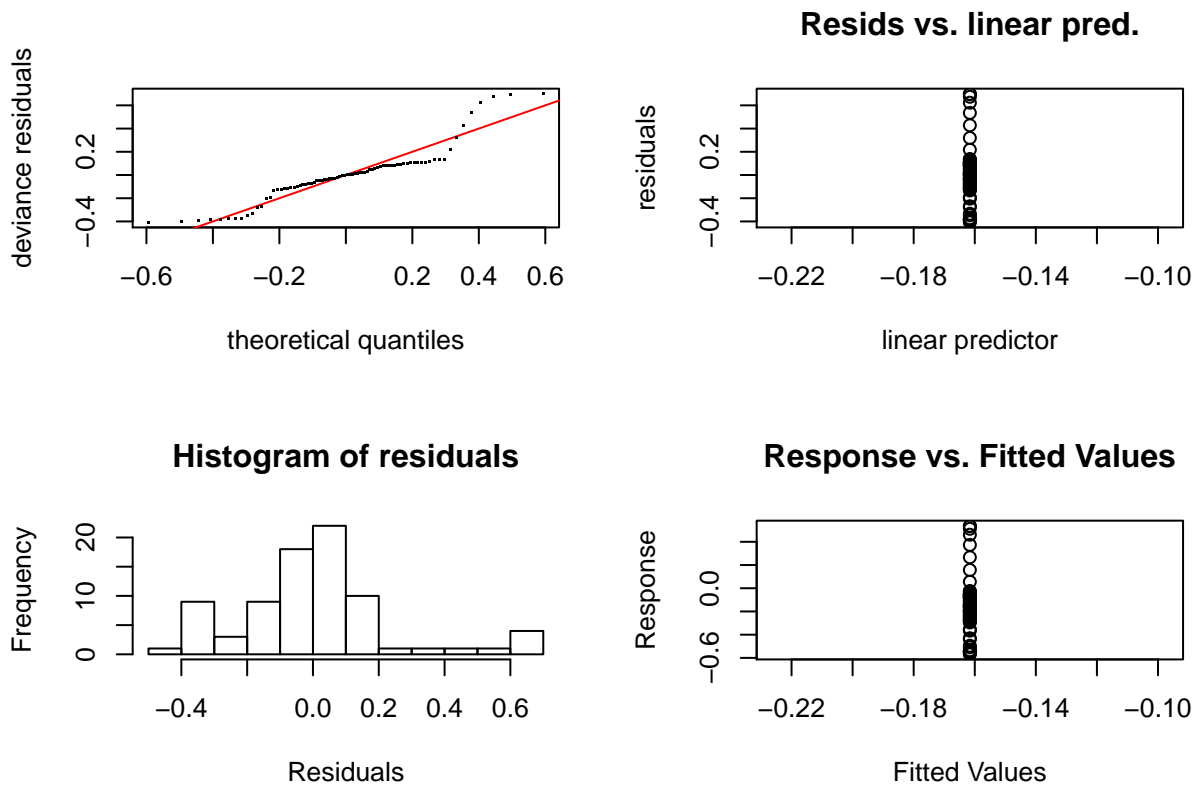 deviance residuals
−0.4
0.2
−0.6
−0.2
0.2
0.4
0.6
theoretical quantiles
Resids vs. linear pred.
residuals
−0.4
0.2
−0.22
−0.18
−0.14
−0.10
linear predictor
Histogram of residuals
Frequency
0
10
20
−0.4
0.0
0.2
0.4
0.6
Residuals
Response vs. Fitted Values
Response
−0.6
0.0
−0.22
−0.18
−0.14
−0.10
Fitted Values